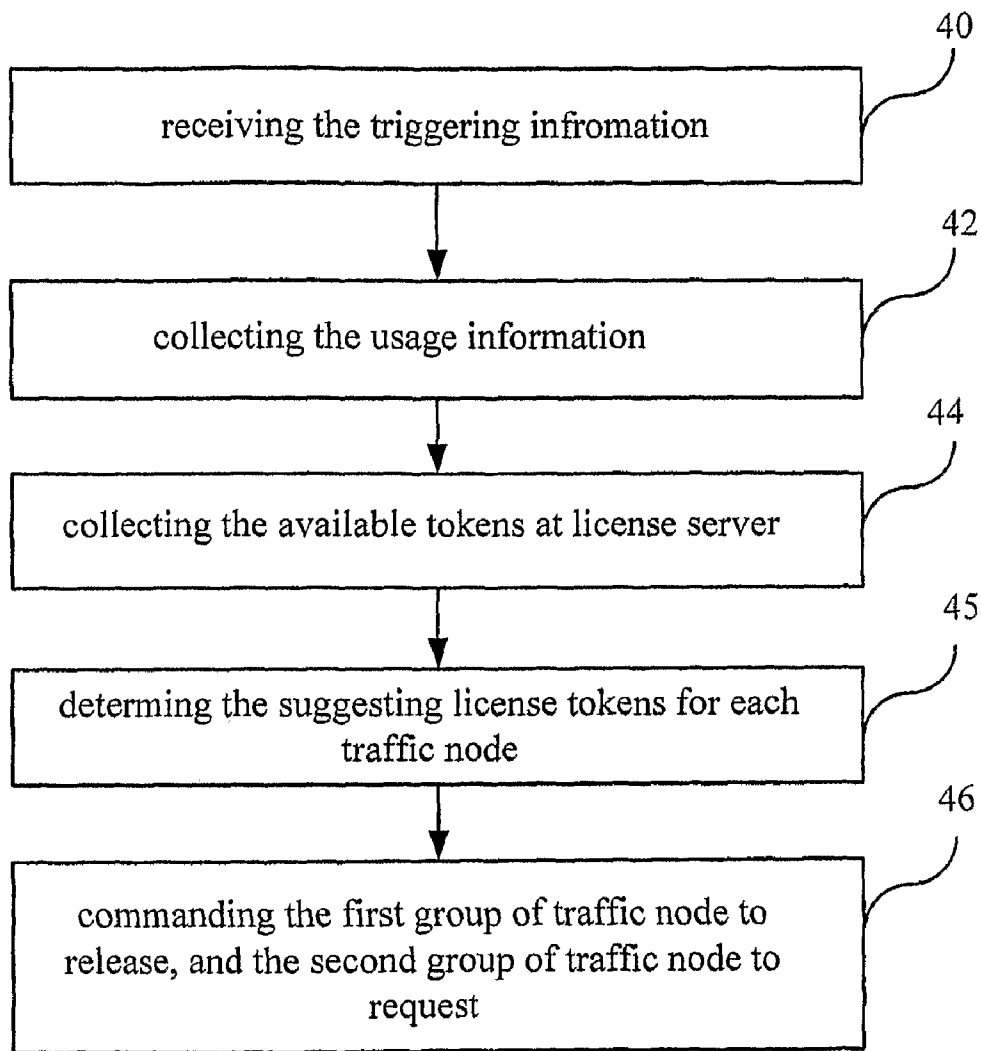 40
receiving the triggering infromation
42
collecting the usage information
44
collecting the available tokens at license server
45
determing the suggesting license tokens for each
traffic node
46
commanding the first group of traffic node to
release, and the second group of traffic node to
request